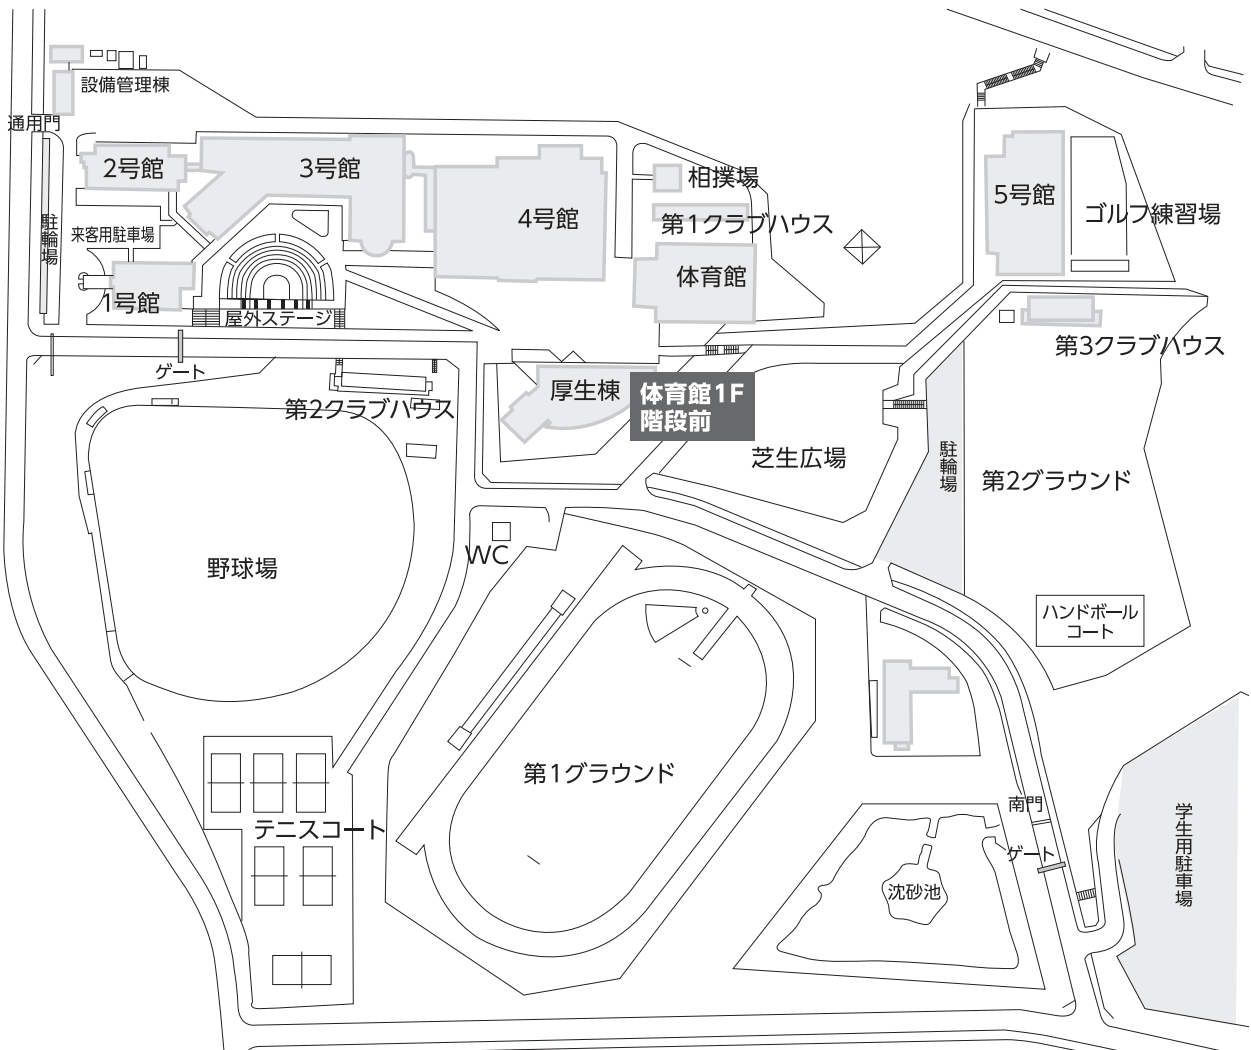 設備管理棟
通用門
2号館
3号館
4号館
相撲場
第1クラブハウス
体育館
5号館
ゴルフ練習場
駐輪場
来客用駐車場
1号館
屋外ステージ
ゲート
第2クラブハウス
厚生棟
体育館1F
階段前
芝生広場
第3クラブハウス
駐輪場
第2グラウンド
野球場
WC
ハンドボール
コート
第1グラウンド
テニスコート
南門
ゲート
沈砂池
学生用駐車場